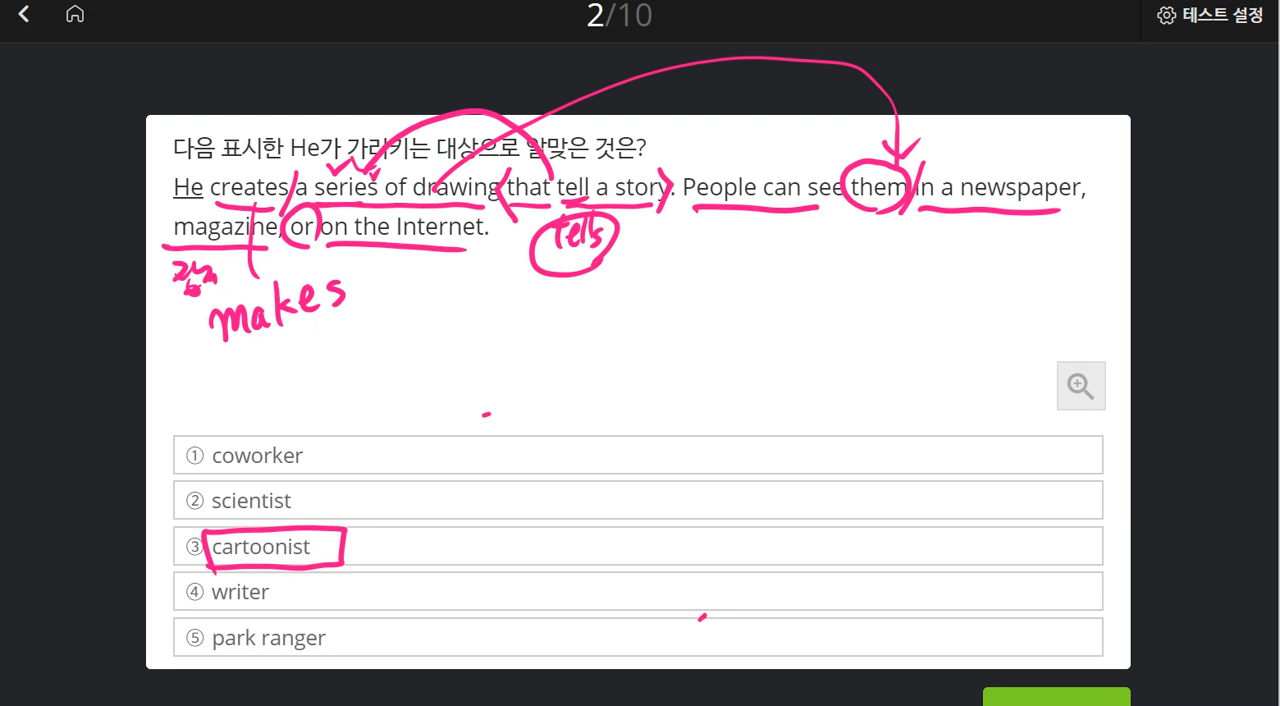 2/10
테스트 설정
다음 표시한 He가 가리키는 대상으로 알맞은 것은?
He creates a series of drawing that tell a story. People can see them in a newspaper,
magazine, or on the Internet.
tells
makes
① coworker
② scientist
③ cartoonist
④ writer
⑤ park ranger